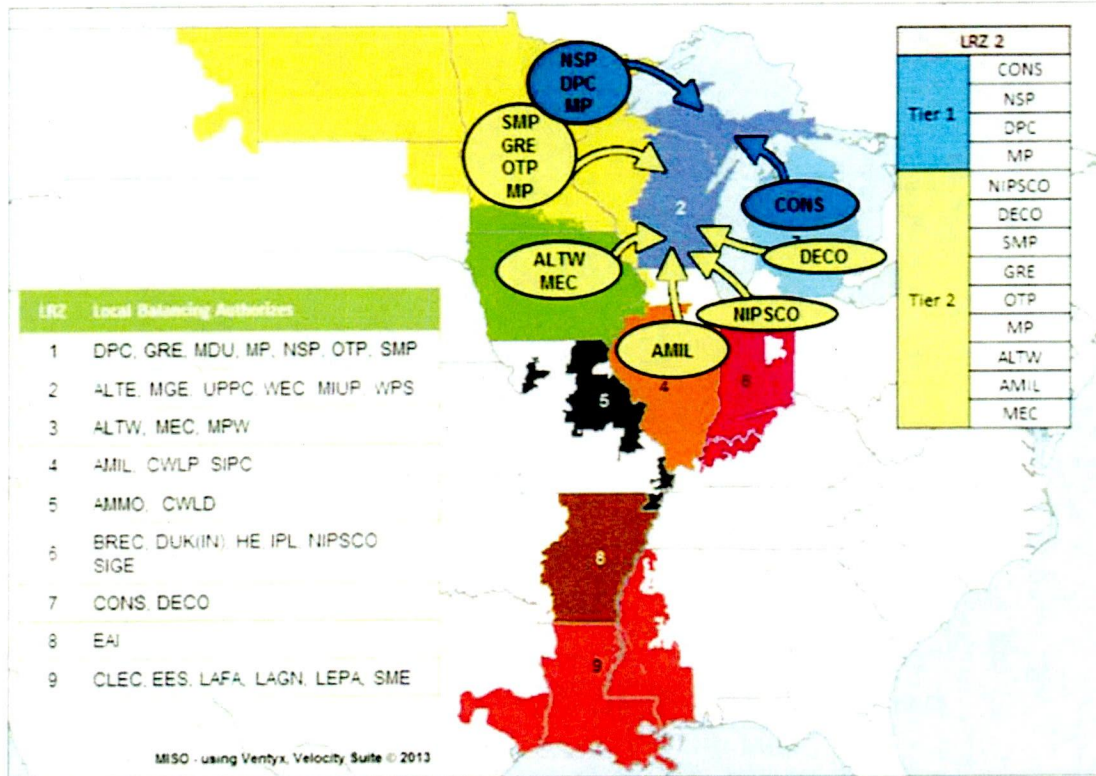 NSP
DPC
MP
SMP
GRE
OTP
MP
2
CONS
ALTW
MEC
DECO
NIPSCO
AMIL
4
5
6
8
9
LRZ 2
Tier 1
CONS
NSP
DPC
MP
Tier 2
NIPSCO
DECO
SMP
GRE
OTP
MP
ALTW
AMIL
MEC
LRZ Local Balancing Authorizes
1 DPC, GRE, MDU, MP, NSP, OTP, SMP
2 ALTE, MGE, UPPC, WEC, MIUP, WPS
3 ALTW, MEC, MPW
4 AMIL, CWLP, SIPC
5 AMMO, CWLD
6 BREC, DUK(IN), HE, IPL, NIPSCO
SIGE
7 CONS, DECO
8 EAI
9 CLEC, EES, LAFA, LAGN, LEPA, SME
MISO - using Ventyx, Velocity Suite © 2013